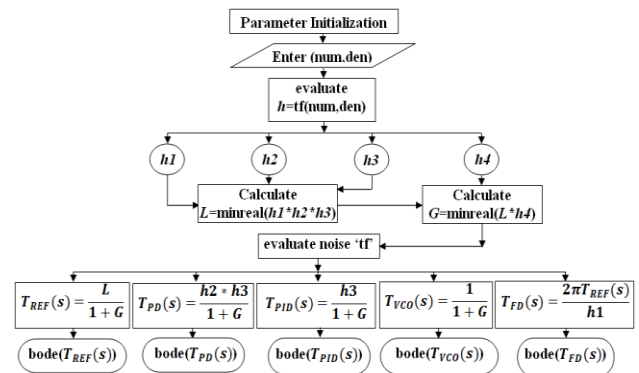 Parameter Initialization
Enter (num,den)
evaluate
h=tf(num,den)
h1 h2 h3 h4
Calculate
L=minreal(h1*h2*h3)
Calculate
G=minreal(L*h4)
evaluate noise ‘tf’
T_REF(s) = L / (1 + G)
T_PD(s) = h2 * h3 / (1 + G)
T_PID(s) = h3 / (1 + G)
T_VCO(s) = 1 / (1 + G)
T_FD(s) = 2πT_REF(s) / h1
bode(T_REF(s)) bode(T_PD(s)) bode(T_PID(s)) bode(T_VCO(s)) bode(T_FD(s))